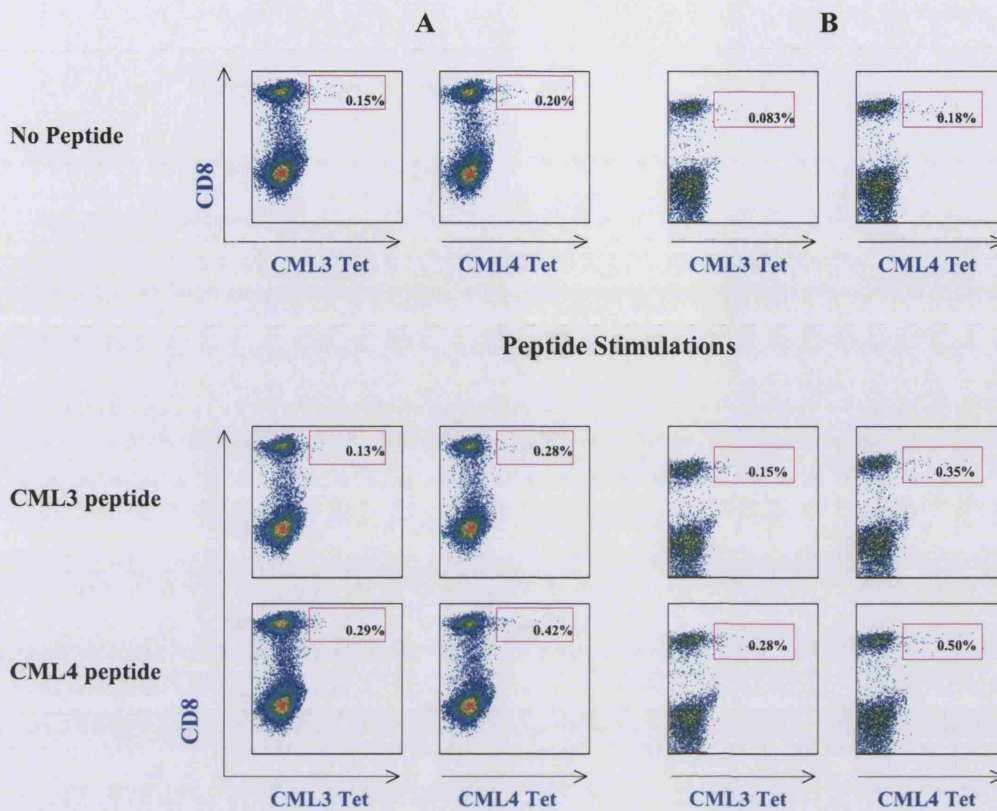 A B
No Peptide
CD8
0.15% 0.20% 0.083% 0.18%
CML3 Tet CML4 Tet CML3 Tet CML4 Tet
Peptide Stimulations
CML3 peptide
0.13% 0.28% 0.15% 0.35%
CML4 peptide
CD8
0.29% 0.42% 0.28% 0.50%
CML3 Tet CML4 Tet CML3 Tet CML4 Tet